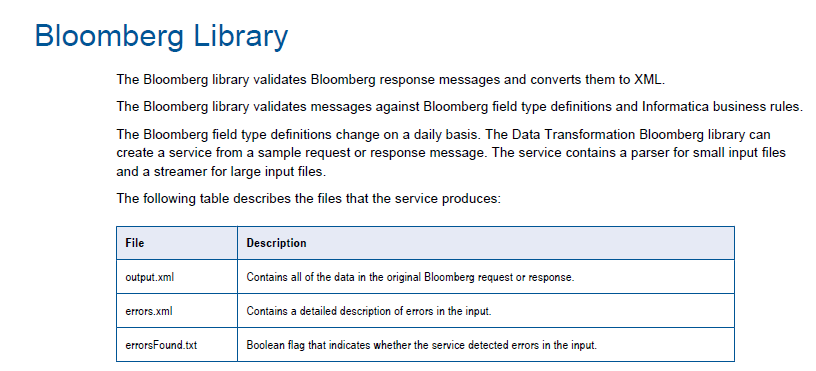 Bloomberg Library
The Bloomberg library validates Bloomberg response messages and converts them to XML.
The Bloomberg library validates messages against Bloomberg field type definitions and Informatica business rules.
The Bloomberg field type definitions change on a daily basis. The Data Transformation Bloomberg library can
create a service from a sample request or response message. The service contains a parser for small input files
and a streamer for large input files.
The following table describes the files that the service produces:
File Description
output.xml Contains all of the data in the original Bloomberg request or response.
errors.xml Contains a detailed description of errors in the input.
errorsFound.txt Boolean flag that indicates whether the service detected errors in the input.